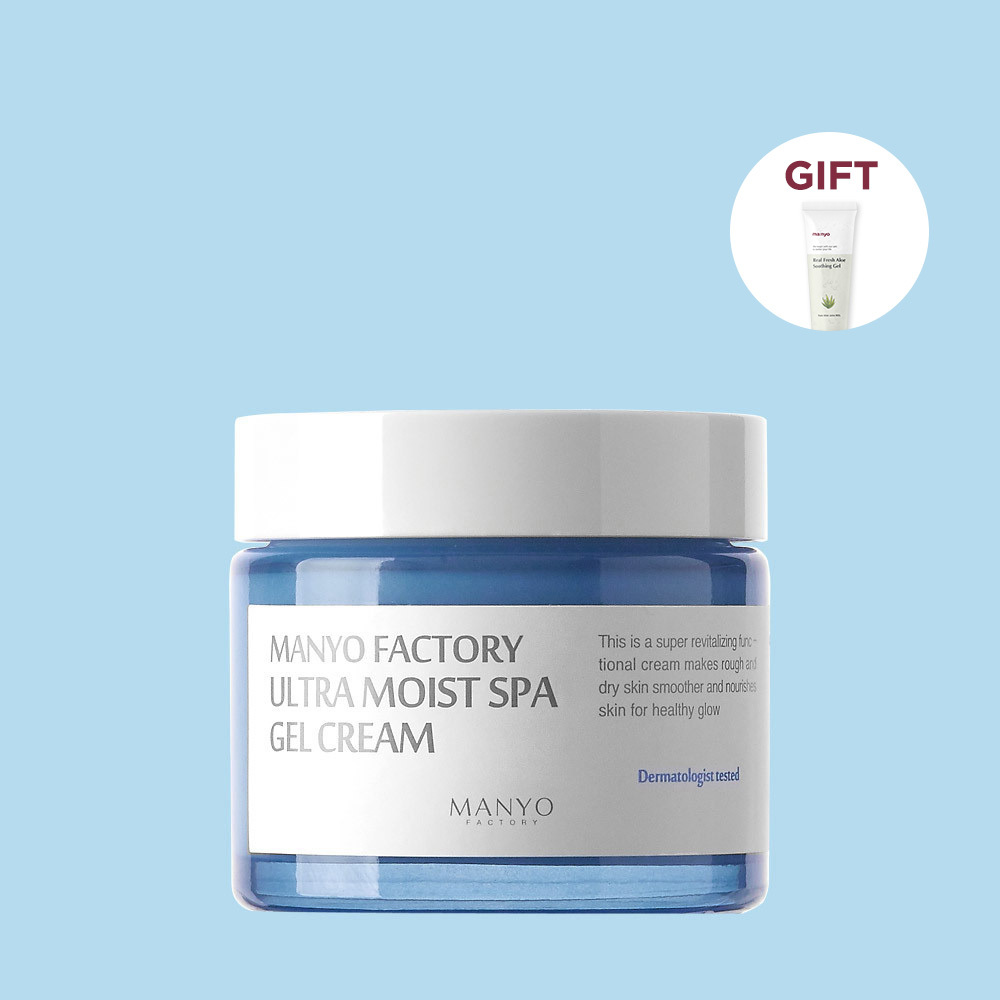 GIFT
manyo
Real Fresh Aloe
Soothing Gel
MANYO FACTORY
ULTRA MOIST SPA
GEL CREAM
This is a super revitalizing func -
tional cream makes rough and
dry skin smoother and nourishes
skin for healthy glow
Dermatologist tested
MANYO
FACTORY